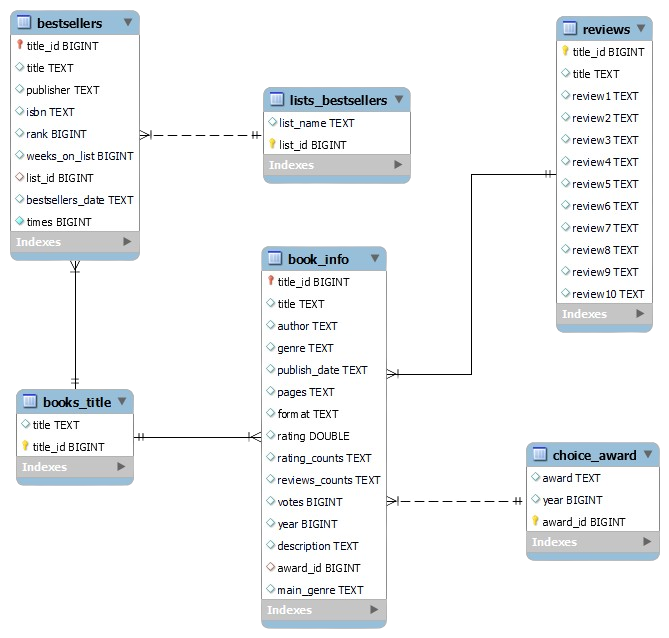 bestsellers
title_id BIGINT
title TEXT
publisher TEXT
isbn TEXT
rank BIGINT
weeks_on_list BIGINT
list_id BIGINT
bestsellers_date TEXT
times BIGINT
Indexes
lists_bestsellers
list_name TEXT
list_id BIGINT
Indexes
reviews
title_id BIGINT
title TEXT
review1 TEXT
review2 TEXT
review3 TEXT
review4 TEXT
review5 TEXT
review6 TEXT
review7 TEXT
review8 TEXT
review9 TEXT
review10 TEXT
Indexes
book_info
title_id BIGINT
title TEXT
author TEXT
genre TEXT
publish_date TEXT
pages TEXT
format TEXT
rating DOUBLE
rating_counts TEXT
reviews_counts TEXT
votes BIGINT
year BIGINT
description TEXT
award_id BIGINT
main_genre TEXT
Indexes
books_title
title TEXT
title_id BIGINT
Indexes
choice_award
award TEXT
year BIGINT
award_id BIGINT
Indexes